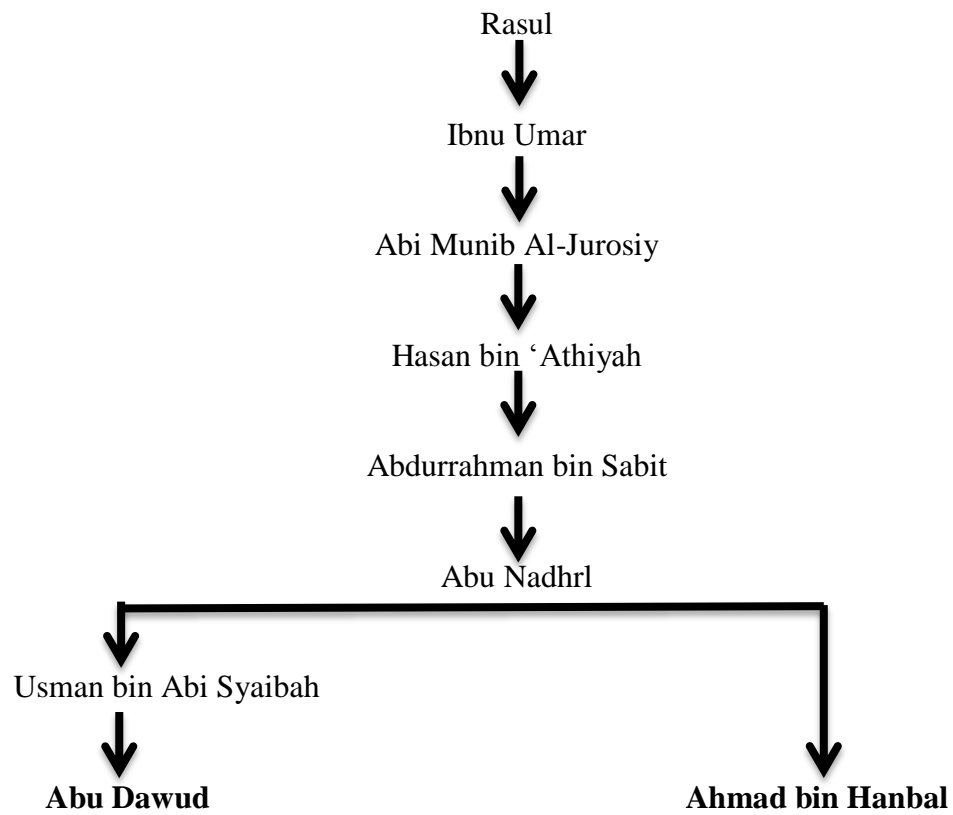 Rasul
Ibnu Umar
Abi Munib Al-Jurosiy
Hasan bin ‘Athiyah
Abdurrahman bin Sabit
Abu Nadhrl
Usman bin Abi Syaibah
Abu Dawud
Ahmad bin Hanbal